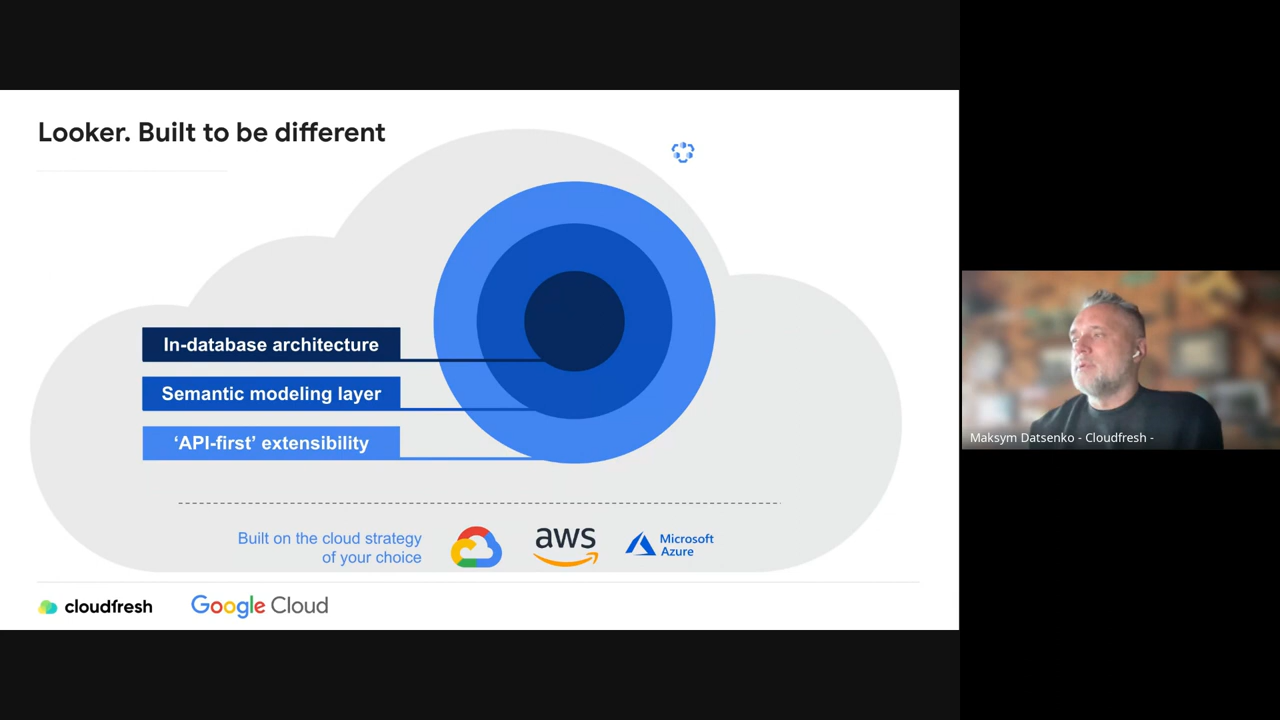 Looker. Built to be different
In-database architecture
Semantic modeling layer
‘API-first’ extensibility
Built on the cloud strategy
of your choice
aws
Microsoft
Azure
cloudfresh
Google Cloud
Maksym Datsenko - Cloudfresh -